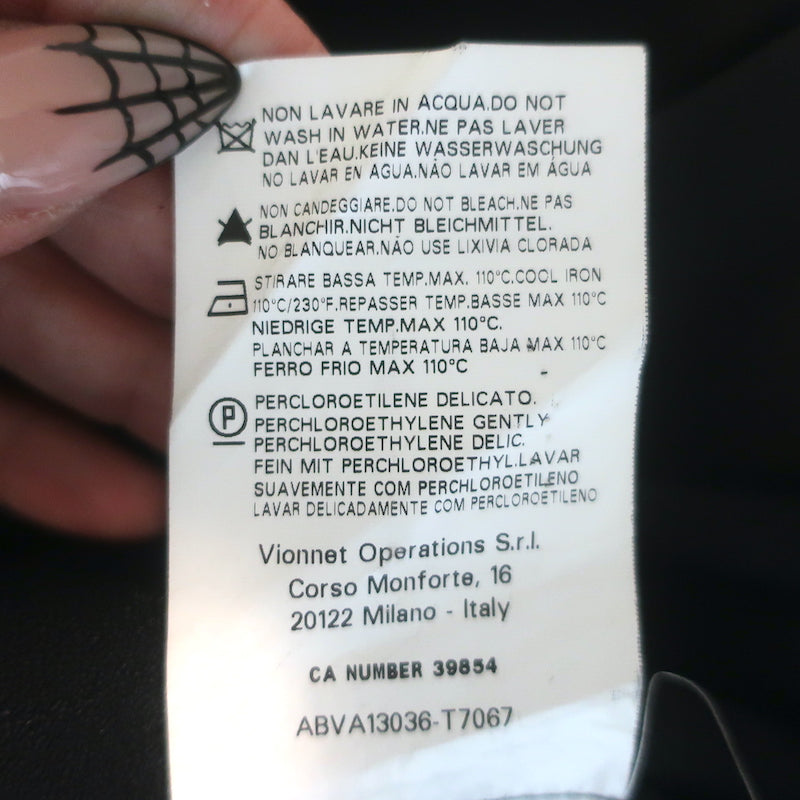 NON LAVARE IN ACQUA.DO NOT
WASH IN WATER.NE PAS LAVER
DAN L'EAU.KEINE WASSERWASCHUNG
NO LAVAR EN AGUA.NÃO LAVAR EM ÁGUA
NON CANDEGGIARE.DO NOT BLEACH.NE PAS
BLANCHIR.NICHT BLEICHMITTEL.
NO BLANQUEAR.NÃO USE LIXIVIA CLORADA
STIRARE BASSA TEMP.MAX. 110°C.COOL IRON
110°C/230°F.REPASSER TEMP.BASSE MAX 110°C
NIEDRIGE TEMP.MAX 110°C.
PLANCHAR A TEMPERATURA BAJA MAX 110°C
FERRO FRIO MAX 110°C
P
PERCLOROETILENE DELICATO.
PERCHLOROETHYLENE GENTLY
PERCHLOROETHYLENE DELIC.
FEIN MIT PERCHLOROETHYL.LAVAR
SUAVEMENTE COM PERCHLOROETILENO
LAVAR DELICADAMENTE COM PERCLOROETILENO
Vionnet Operations S.r.l.
Corso Monforte, 16
20122 Milano - Italy
CA NUMBER 39854
ABVA13036-T7067